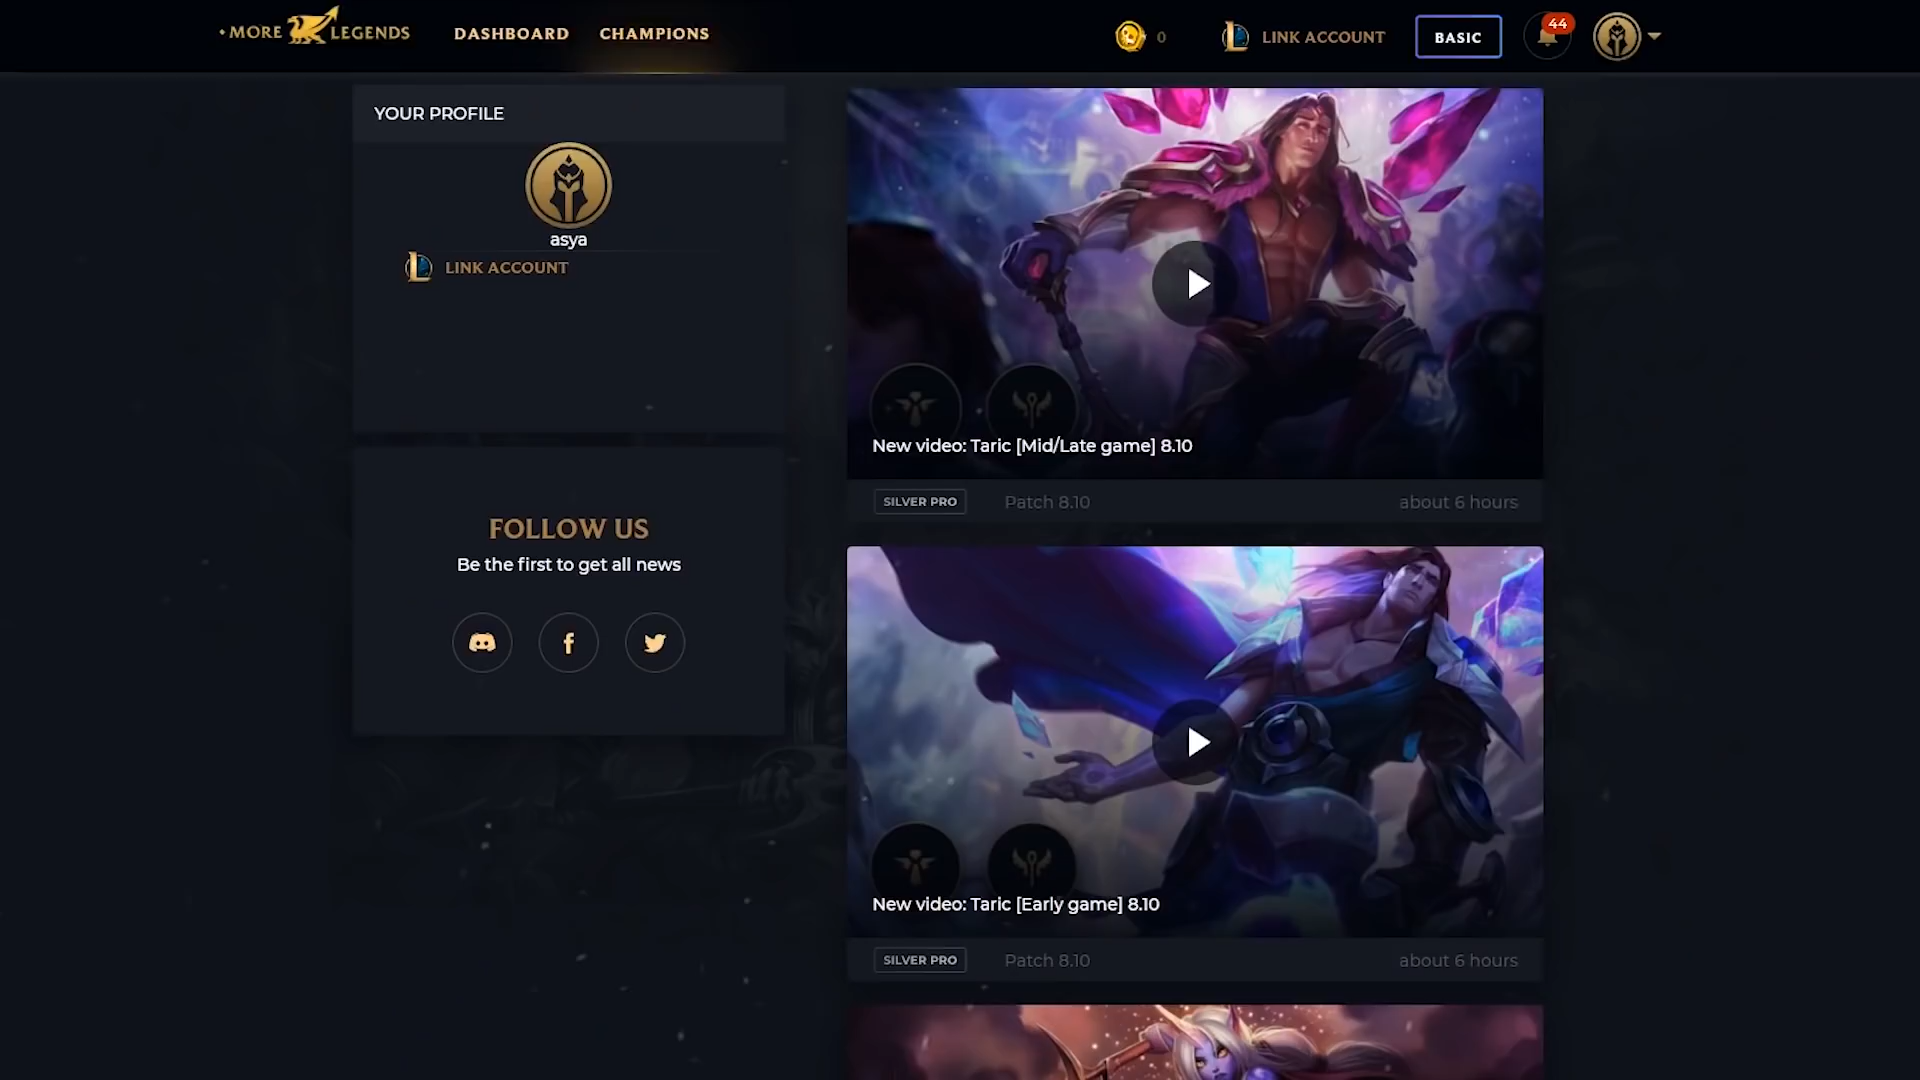 MORE LEGENDS
DASHBOARD
CHAMPIONS
0
LINK ACCOUNT
BASIC
44
YOUR PROFILE
asya
LINK ACCOUNT
FOLLOW US
Be the first to get all news
New video: Taric [Mid/Late game] 8.10
SILVER PRO
Patch 8.10
about 6 hours
New video: Taric [Early game] 8.10
SILVER PRO
Patch 8.10
about 6 hours